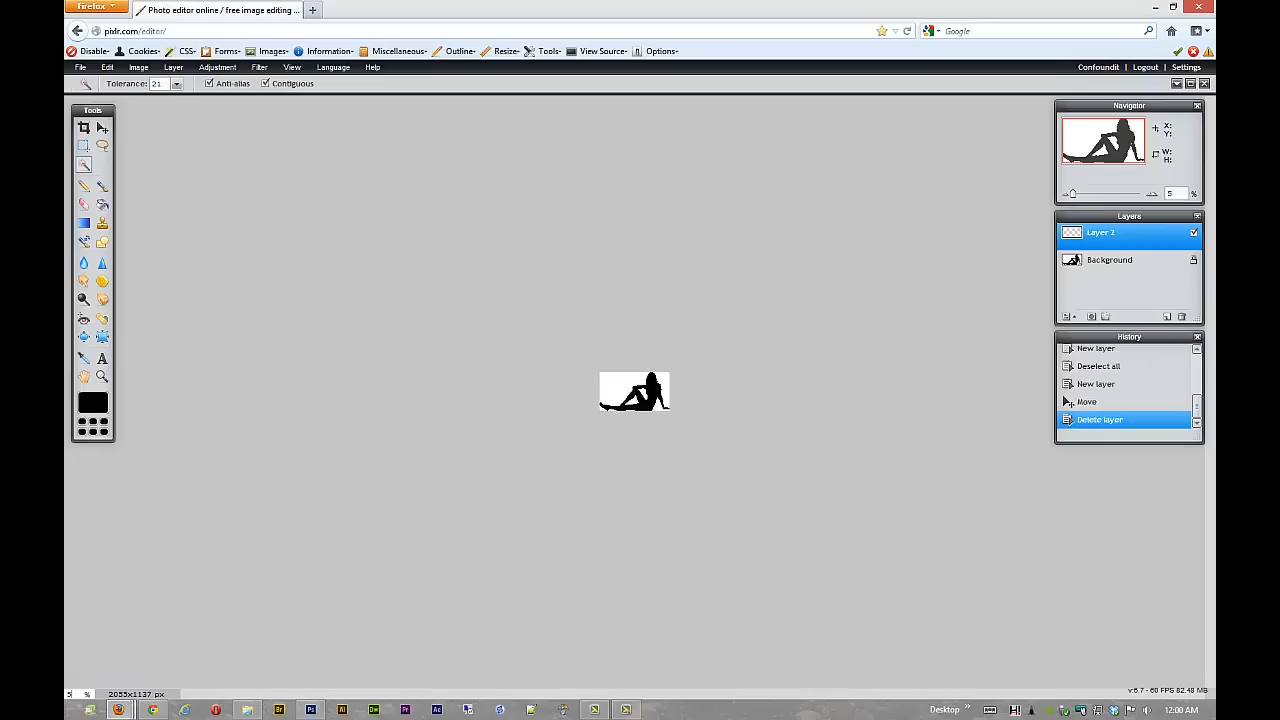 Firefox
Photo editor online / free image editing ...
pixlr.com/editor/
Google
Disable- Cookies- CSS- Forms- Images- Information- Miscellaneous- Outline- Resize- Tools- View Source- Options-
File Edit Image Layer Adjustment Filter View Language Help Confoundit Logout Settings
Tolerance: 21 Anti-alias Contiguous
Tools
Navigator
X:
Y:
W:
H:
5 %
Layers
Layer 2
Background
History
New layer
Deselect all
New layer
Move
Delete layer
5 % 2055x1137 px
v:6.7 - 60 FPS 82.48 MB
Desktop 12:00 AM